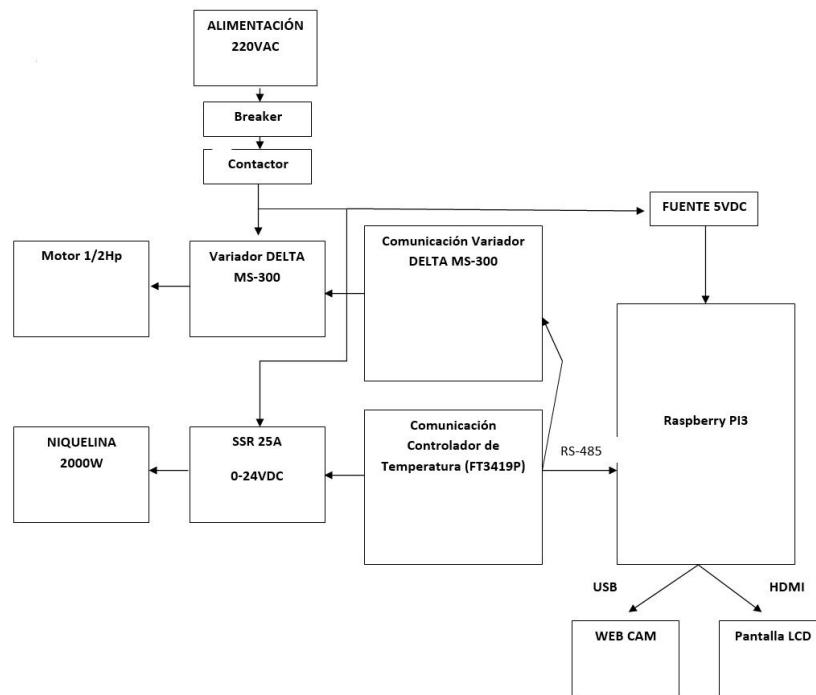 ALIMENTACIÓN
220VAC
Breaker
Contactor
FUENTE 5VDC
Motor 1/2Hp
Variador DELTA
MS-300
Comunicación Variador
DELTA MS-300
Raspberry PI3
NIQUELINA
2000W
SSR 25A
0-24VDC
Comunicación
Controlador de
Temperatura (FT3419P)
RS-485
USB
HDMI
WEB CAM
Pantalla LCD